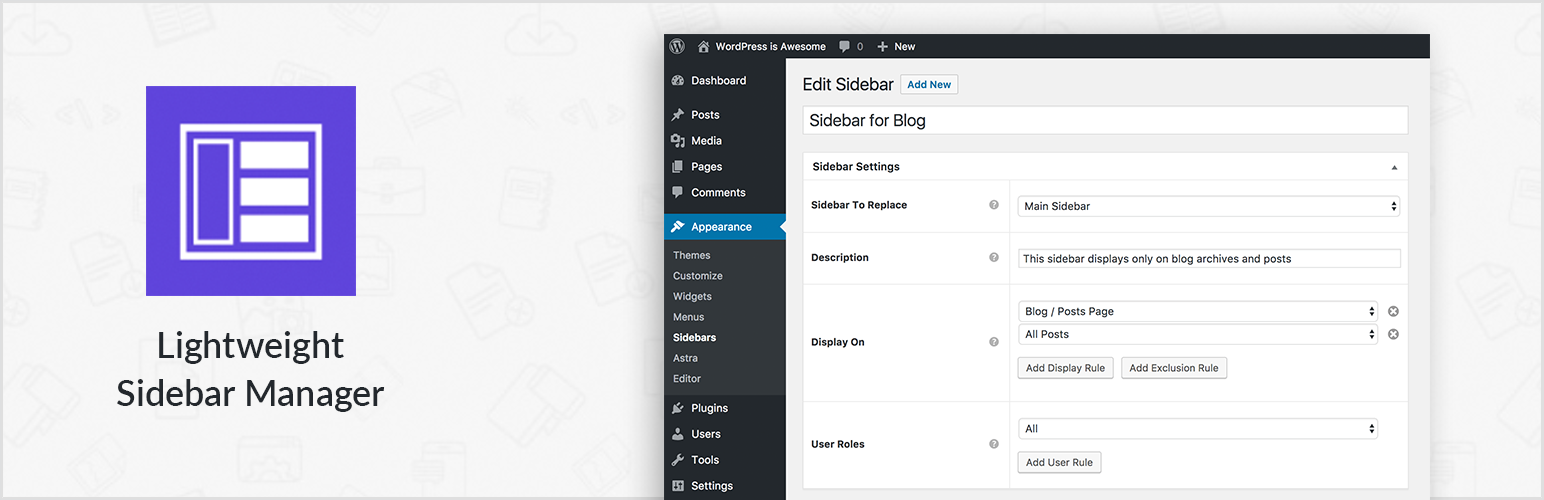 Lightweight
Sidebar Manager
WordPress is Awesome 0 New
Dashboard
Posts
Media
Pages
Comments
Appearance
Themes
Customize
Widgets
Menus
Sidebars
Astra
Editor
Plugins
Users
Tools
Settings
Edit Sidebar Add New
Sidebar for Blog
Sidebar Settings
Sidebar To Replace ? Main Sidebar
Description ? This sidebar displays only on blog archives and posts
Display On ?
Blog / Posts Page
All Posts
Add Display Rule Add Exclusion Rule
User Roles ?
All
Add User Rule